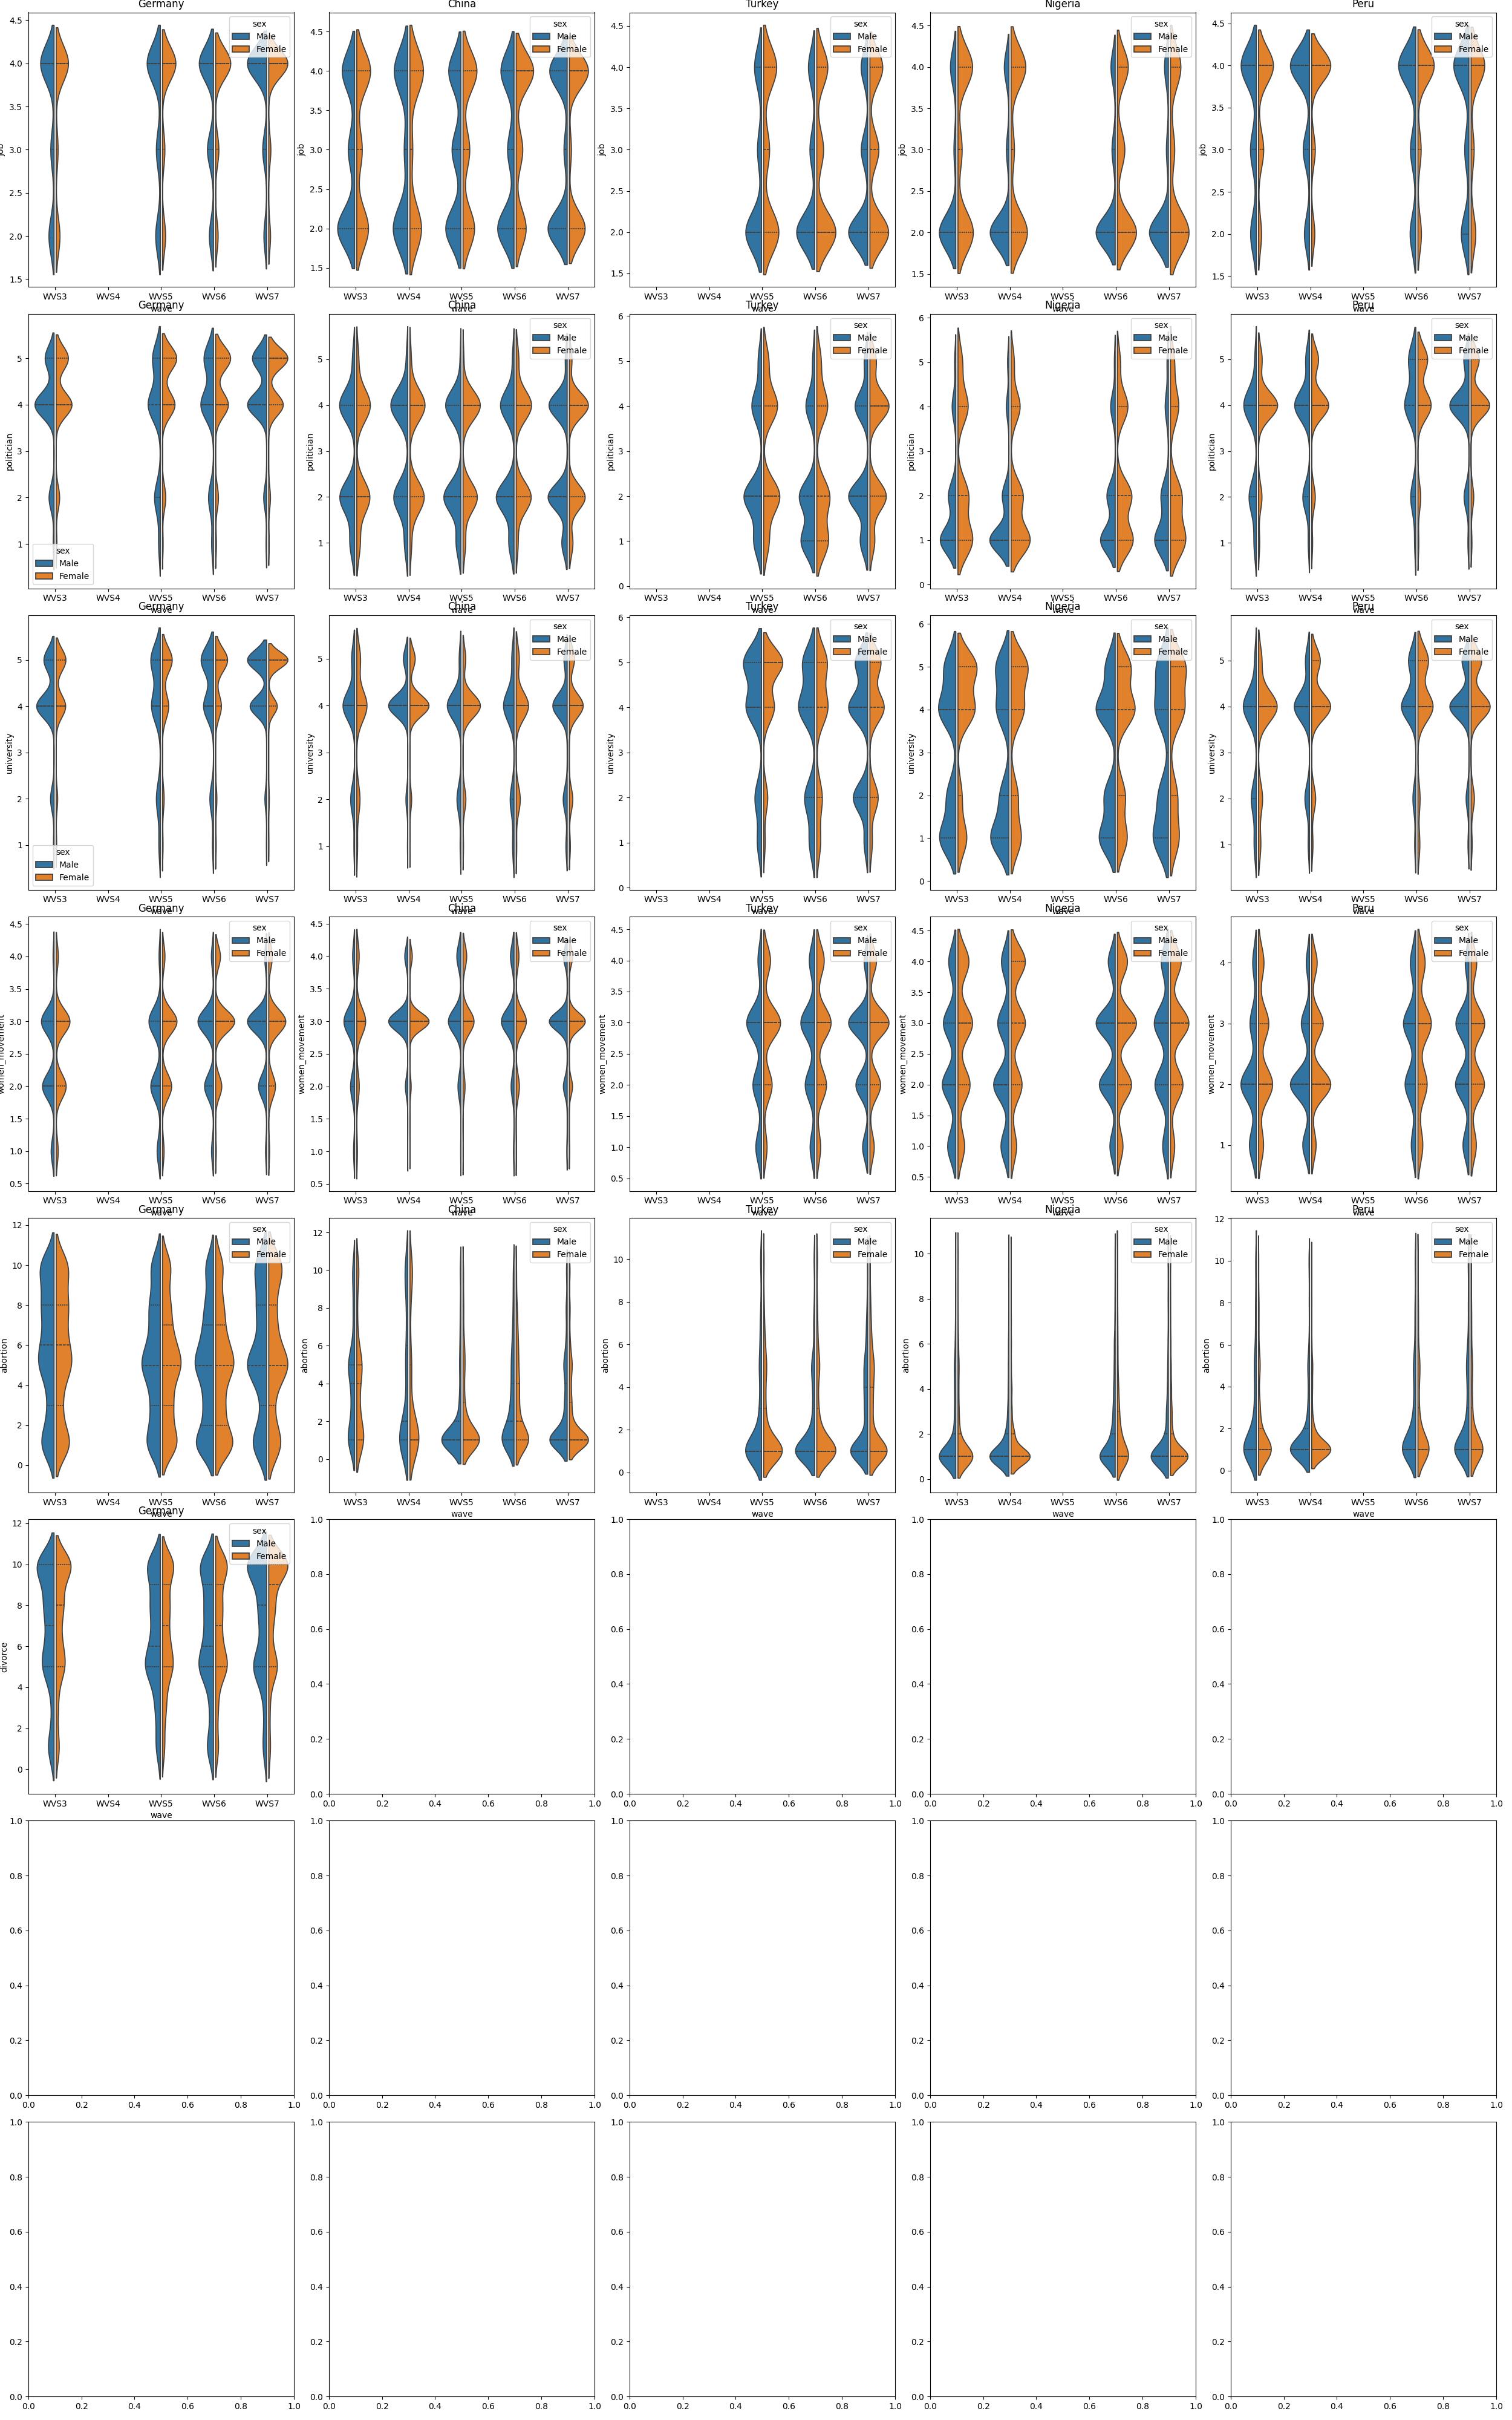 Germany China Turkey Nigeria Peru
sex sex sex sex sex
Male Male Male Male Male
Female Female Female Female Female
4.5 4.5 4.5 4.5 4.5
4.0 4.0 4.0 4.0 4.0
3.5 3.5 3.5 3.5 3.5
3.0 3.0 3.0 3.0 3.0
job job job job job
2.5 2.5 2.5 2.5 2.5
2.0 2.0 2.0 2.0 2.0
1.5 1.5 1.5 1.5 1.5
WVS3 WVS4 WVS5 WVS6 WVS7 WVS3 WVS4 WVS5 WVS6 WVS7 WVS3 WVS4 WVS5 WVS6 WVS7 WVS3 WVS4 WVS5 WVS6 WVS7 WVS3 WVS4 WVS5 WVS6 WVS7
wave wave wave wave wave
Germany China Turkey Nigeria Peru
sex sex sex sex
Male Male Male Male
Female Female Female Female
6 6
5 5 5 5 5
4 4 4 4 4
3 3 3 3 3
politician politician politician politician politician
2 2 2 2 2
1 1 1 1 1
sex
Male
Female
0 0
WVS3 WVS4 WVS5 WVS6 WVS7 WVS3 WVS4 WVS5 WVS6 WVS7 WVS3 WVS4 WVS5 WVS6 WVS7 WVS3 WVS4 WVS5 WVS6 WVS7 WVS3 WVS4 WVS5 WVS6 WVS7
wave wave wave wave wave
Germany China Turkey Nigeria Peru
sex sex sex sex
Male Male Male Male
Female Female Female Female
6 6
5 5 5 5 5
4 4 4 4 4
3 3 3 3 3
university university university university university
2 2 2 2 2
1 1 1 1 1
sex
Male
Female
0 0
WVS3 WVS4 WVS5 WVS6 WVS7 WVS3 WVS4 WVS5 WVS6 WVS7 WVS3 WVS4 WVS5 WVS6 WVS7 WVS3 WVS4 WVS5 WVS6 WVS7 WVS3 WVS4 WVS5 WVS6 WVS7
wave wave wave wave wave
Germany China Turkey Nigeria Peru
sex sex sex sex sex
Male Male Male Male Male
Female Female Female Female Female
4.5 4.5 4.5 4.5
4.0 4.0 4.0 4.0 4
3.5 3.5 3.5 3.5
3.0 3.0 3.0 3.0 3
women_movement women_movement women_movement women_movement women_movement
2.5 2.5 2.5 2.5
2.0 2.0 2.0 2.0 2
1.5 1.5 1.5 1.5
1.0 1.0 1.0 1.0 1
0.5 0.5 0.5 0.5
WVS3 WVS4 WVS5 WVS6 WVS7 WVS3 WVS4 WVS5 WVS6 WVS7 WVS3 WVS4 WVS5 WVS6 WVS7 WVS3 WVS4 WVS5 WVS6 WVS7 WVS3 WVS4 WVS5 WVS6 WVS7
wave wave wave wave wave
Germany China Turkey Nigeria Peru
sex sex sex sex sex
Male Male Male Male Male
Female Female Female Female Female
12 12 12
10 10 10 10 10
8 8 8 8 8
6 6 6 6 6
abortion abortion abortion abortion abortion
4 4 4 4 4
2 2 2 2 2
0 0 0 0 0
WVS3 WVS4 WVS5 WVS6 WVS7 WVS3 WVS4 WVS5 WVS6 WVS7 WVS3 WVS4 WVS5 WVS6 WVS7 WVS3 WVS4 WVS5 WVS6 WVS7 WVS3 WVS4 WVS5 WVS6 WVS7
wave wave wave wave wave
Germany
sex
Male
Female
12 1.0 1.0 1.0 1.0
10 0.8 0.8 0.8 0.8
8 0.6 0.6 0.6 0.6
6
divorce
4 0.4 0.4 0.4 0.4
2 0.2 0.2 0.2 0.2
0 0.0 0.0 0.0 0.0
WVS3 WVS4 WVS5 WVS6 WVS7 0.0 0.2 0.4 0.6 0.8 1.0 0.0 0.2 0.4 0.6 0.8 1.0 0.0 0.2 0.4 0.6 0.8 1.0 0.0 0.2 0.4 0.6 0.8 1.0
wave
1.0 1.0 1.0 1.0 1.0
0.8 0.8 0.8 0.8 0.8
0.6 0.6 0.6 0.6 0.6
0.4 0.4 0.4 0.4 0.4
0.2 0.2 0.2 0.2 0.2
0.0 0.0 0.0 0.0 0.0
0.0 0.2 0.4 0.6 0.8 1.0 0.0 0.2 0.4 0.6 0.8 1.0 0.0 0.2 0.4 0.6 0.8 1.0 0.0 0.2 0.4 0.6 0.8 1.0 0.0 0.2 0.4 0.6 0.8 1.0
1.0 1.0 1.0 1.0 1.0
0.8 0.8 0.8 0.8 0.8
0.6 0.6 0.6 0.6 0.6
0.4 0.4 0.4 0.4 0.4
0.2 0.2 0.2 0.2 0.2
0.0 0.0 0.0 0.0 0.0
0.0 0.2 0.4 0.6 0.8 1.0 0.0 0.2 0.4 0.6 0.8 1.0 0.0 0.2 0.4 0.6 0.8 1.0 0.0 0.2 0.4 0.6 0.8 1.0 0.0 0.2 0.4 0.6 0.8 1.0